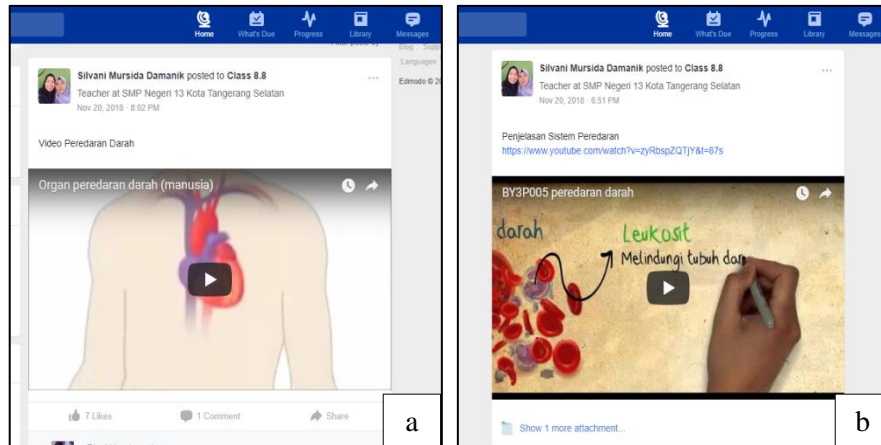 Home What's Due Progress Library Messages
Blog
Languages
Edmodo © 20
Silvani Mursida Damanik posted to Class 8.8
Teacher at SMP Negeri 13 Kota Tangerang Selatan
Nov 20, 2018 · 8:02 PM
Video Peredaran Darah
Organ peredaran darah (manusia)
7 Likes 1 Comment Share
a
Home What's Due Progress Library Messages
Silvani Mursida Damanik posted to Class 8.8
Teacher at SMP Negeri 13 Kota Tangerang Selatan
Nov 20, 2018 · 6:51 PM
Penjelasan Sistem Peredaran
https://www.youtube.com/watch?v=zyRbspZQTjY&t=87s
BY3P005 peredaran darah
darah Leukosit
Melindungi tubuh dar
Show 1 more attachment...
b